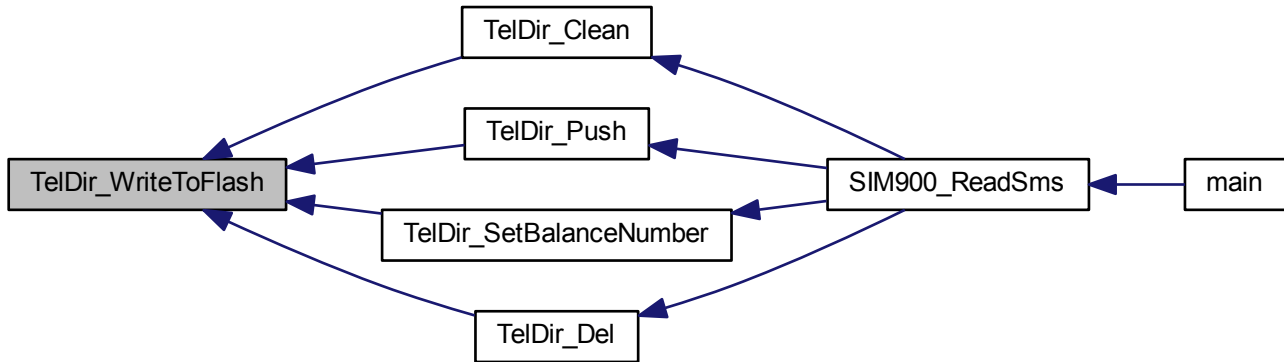 TelDir_Clean
TelDir_Push
TelDir_WriteToFlash
SIM900_ReadSms
main
TelDir_SetBalanceNumber
TelDir_Del